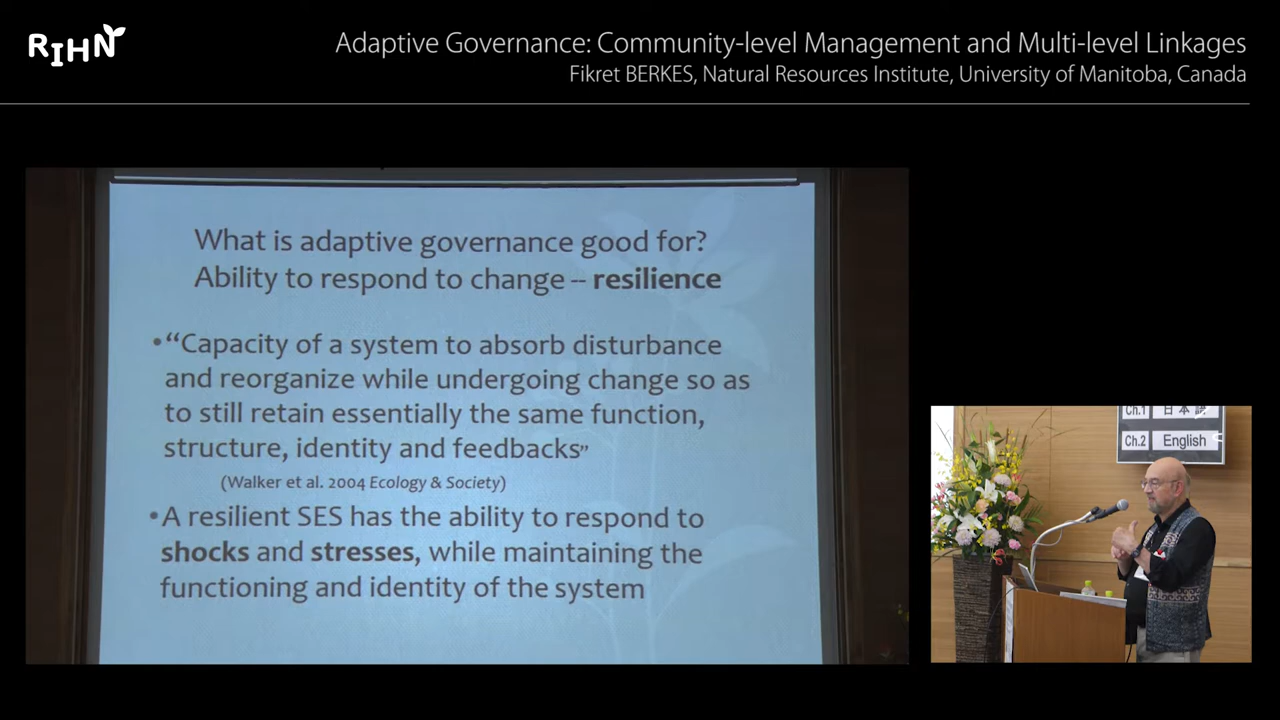 RIHN
Adaptive Governance: Community-level Management and Multi-level Linkages
Fikret BERKES, Natural Resources Institute, University of Manitoba, Canada
What is adaptive governance good for?
Ability to respond to change – resilience
•“Capacity of a system to absorb disturbance
and reorganize while undergoing change so as
to still retain essentially the same function,
structure, identity and feedbacks”
(Walker et al. 2004 Ecology & Society)
•A resilient SES has the ability to respond to
shocks and stresses, while maintaining the
functioning and identity of the system
Ch.1 日本語
Ch.2 English